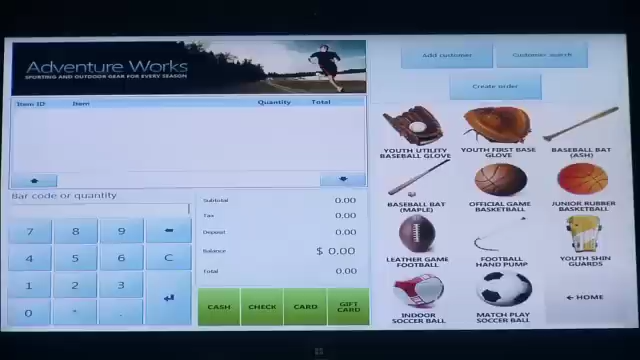 Adventure Works
SPORTING AND OUTDOOR GEAR FOR EVERY SEASON
Add customer
Customer search
Create order
Item ID Item Quantity Total
YOUTH UTILITY BASEBALL GLOVE
YOUTH FIRST BASE GLOVE
BASEBALL BAT (ASH)
BASEBALL BAT (MAPLE)
OFFICIAL GAME BASKETBALL
JUNIOR RUBBER BASKETBALL
LEATHER GAME FOOTBALL
FOOTBALL HAND PUMP
YOUTH SHIN GUARDS
INDOOR SOCCER BALL
MATCH PLAY SOCCER BALL
HOME
Bar code or quantity
7 8 9
4 5 6 C
1 2 3
0 * .
Subtotal 0.00
Tax 0.00
Deposit 0.00
Balance $ 0.00
Total 0.00
CASH
CHECK
CARD
GIFT CARD